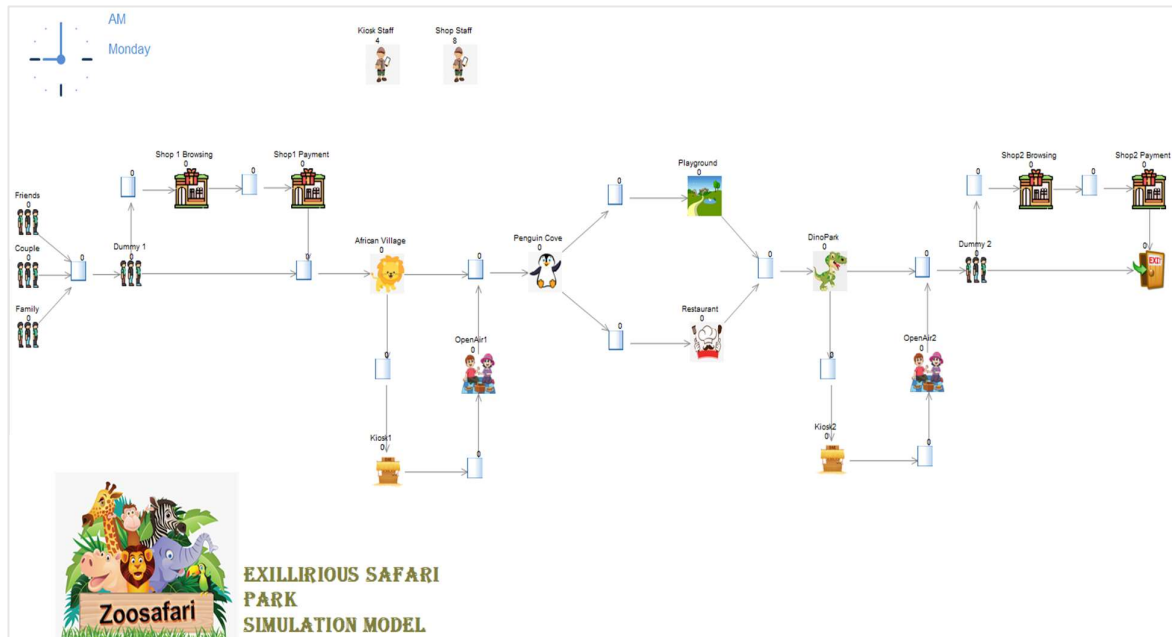 AM
Monday
Kiosk Staff
4
Shop Staff
8
Shop 1 Browsing
0
0
0
Shop1 Payment
0
Playground
0
0
Shop2 Browsing
0
0
0
Shop2 Payment
0
Friends
0
Couple
0
0
Dummy 1
0
0
African Village
0
0
Penguin Cove
0
0
DinoPark
0
0
Dummy 2
0
0
EXIT
Family
0
OpenAir1
0
0
Restaurant
0
OpenAir2
0
0
0
Kiosk1
0
0
Kiosk2
0
0
Zoosafari
EXILLIRIOUS SAFARI
PARK
SIMULATION MODEL